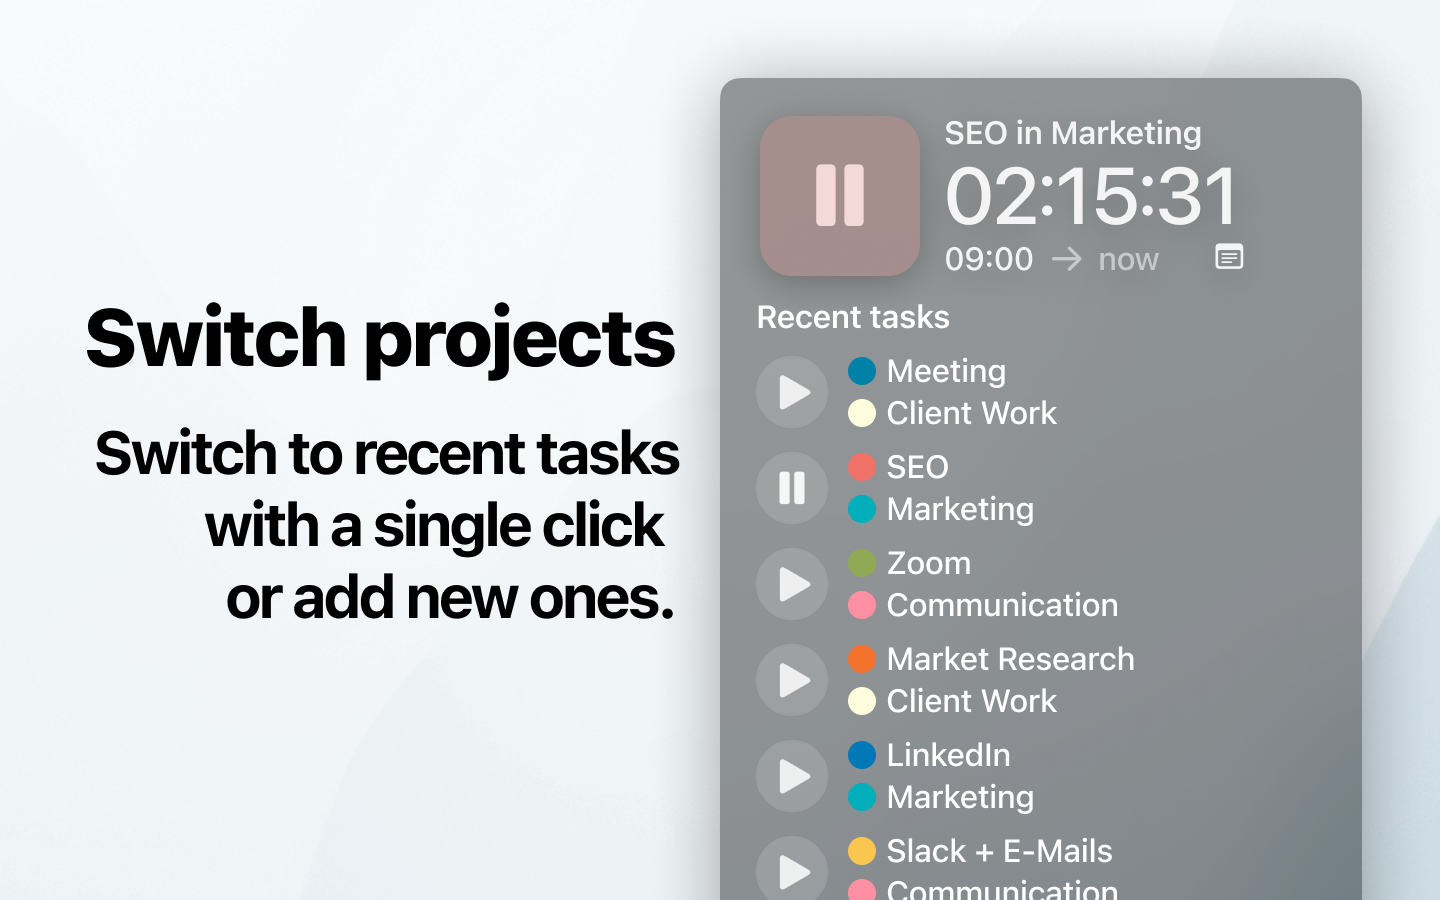 Switch projects
Switch to recent tasks
with a single click
or add new ones.
SEO in Marketing
02:15:31
09:00 → now
Recent tasks
Meeting
Client Work
SEO
Marketing
Zoom
Communication
Market Research
Client Work
LinkedIn
Marketing
Slack + E-Mails
Communication